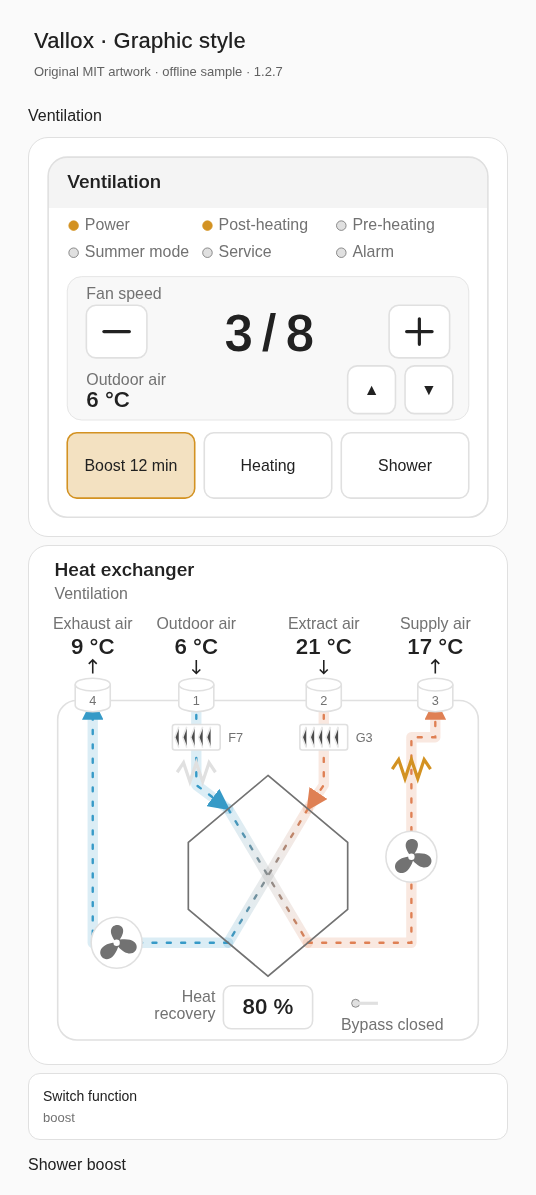 Vallox · Graphic style
Original MIT artwork · offline sample · 1.2.7
Ventilation
Ventilation
Power Post-heating Pre-heating
Summer mode Service Alarm
Fan speed
3 / 8
Outdoor air
6 °C
▲ ▼
Boost 12 min Heating Shower
Heat exchanger
Ventilation
Exhaust air Outdoor air Extract air Supply air
9 °C 6 °C 21 °C 17 °C
↑ ↓ ↓ ↑
4 1 2 3
F7 G3
Heat
recovery
80 %
Bypass closed
Switch function
boost
Shower boost